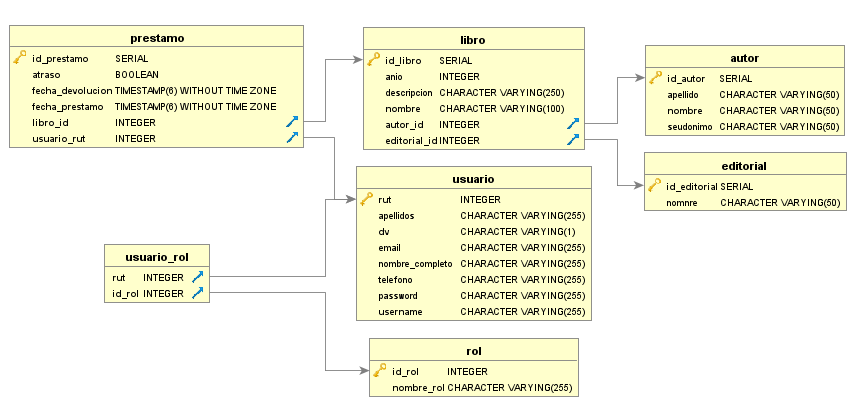 prestamo
id_prestamo SERIAL
atraso BOOLEAN
fecha_devolucion TIMESTAMP(6) WITHOUT TIME ZONE
fecha_prestamo TIMESTAMP(6) WITHOUT TIME ZONE
libro_id INTEGER
usuario_rut INTEGER
libro
id_libro SERIAL
anio INTEGER
descripcion CHARACTER VARYING(250)
nombre CHARACTER VARYING(100)
autor_id INTEGER
editorial_id INTEGER
autor
id_autor SERIAL
apellido CHARACTER VARYING(50)
nombre CHARACTER VARYING(50)
seudonimo CHARACTER VARYING(50)
editorial
id_editorial SERIAL
nomnre CHARACTER VARYING(50)
usuario
rut INTEGER
apellidos CHARACTER VARYING(255)
dv CHARACTER VARYING(1)
email CHARACTER VARYING(255)
nombre_completo CHARACTER VARYING(255)
telefono CHARACTER VARYING(255)
password CHARACTER VARYING(255)
username CHARACTER VARYING(255)
usuario_rol
rut INTEGER
id_rol INTEGER
rol
id_rol INTEGER
nombre_rol CHARACTER VARYING(255)